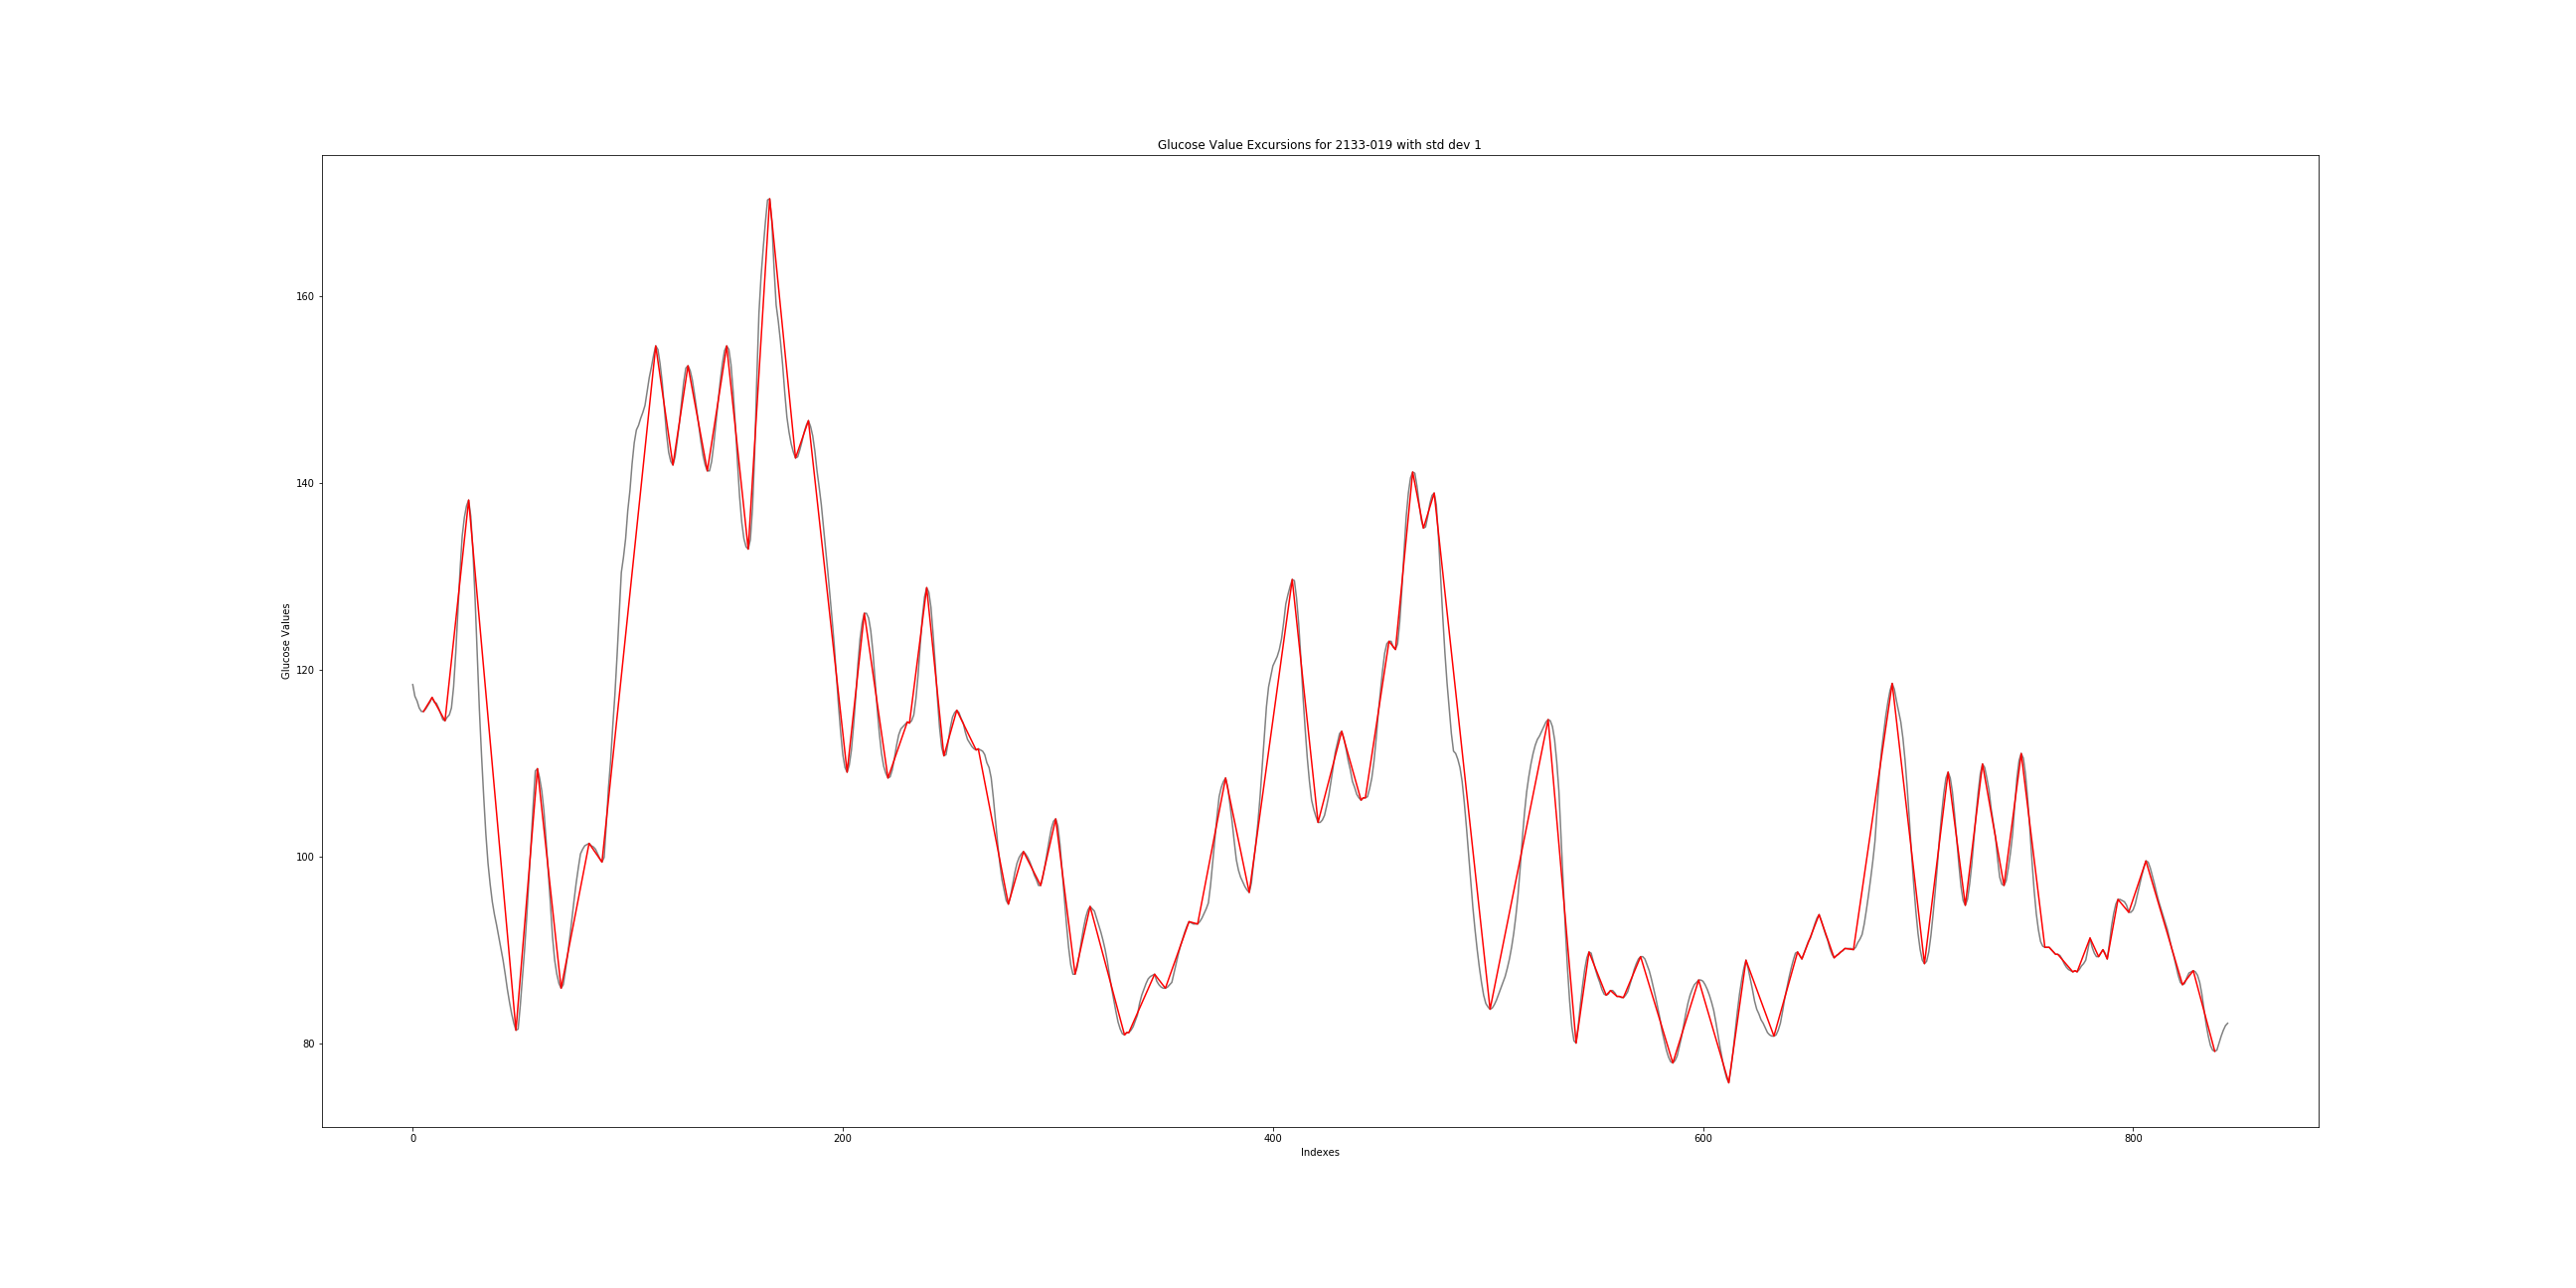 Glucose Value Excursions for 2133-019 with std dev 1
160
140
120
100
80
Glucose Values
0 200 400 600 800
Indexes